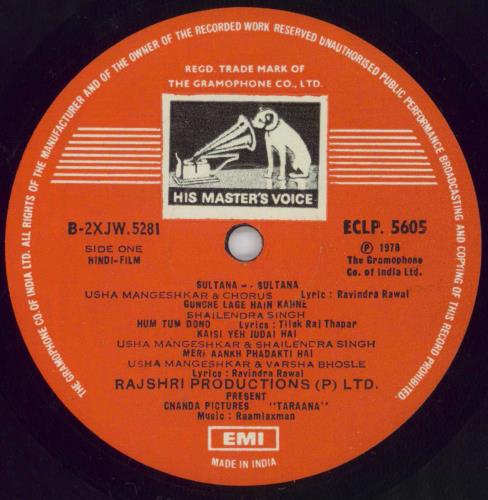 ALL RIGHTS OF THE MANUFACTURER AND OF THE OWNER OF THE RECORDED WORK RESERVED UNAUTHORISED PUBLIC PERFORMANCE BROADCASTING AND COPYING OF THIS RECORD PROHIBITED
THE GRAMOPHONE CO. OF INDIA LTD.
REGD. TRADE MARK OF
THE GRAMOPHONE CO., LTD.
HIS MASTER'S VOICE
B-2XJW.5281
SIDE ONE
HINDI-FILM
ECLP. 5605
Ⓟ 1978
The Gramophone
Co. of India Ltd.
SULTANA -- SULTANA
USHA MANGESHKAR & CHORUS Lyric : Ravindra Rawal
GUNCHE LAGE HAIN KAHNE
SHAILENDRA SINGH
HUM TUM DONO Lyrics : Tilak Raj Thapar
KAISI YEH JUDAI HAI
USHA MANGESHKAR & SHAILENDRA SINGH
MERI AANKH PHADAKTI HAI
USHA MANGESHKAR & VARSHA BHOSLE
Lyrics : Ravindra Rawal
RAJSHRI PRODUCTIONS (P) LTD.
PRESENT
CHANDA PICTURES "TARAANA"
Music : Raamlaxman
EMI
MADE IN INDIA